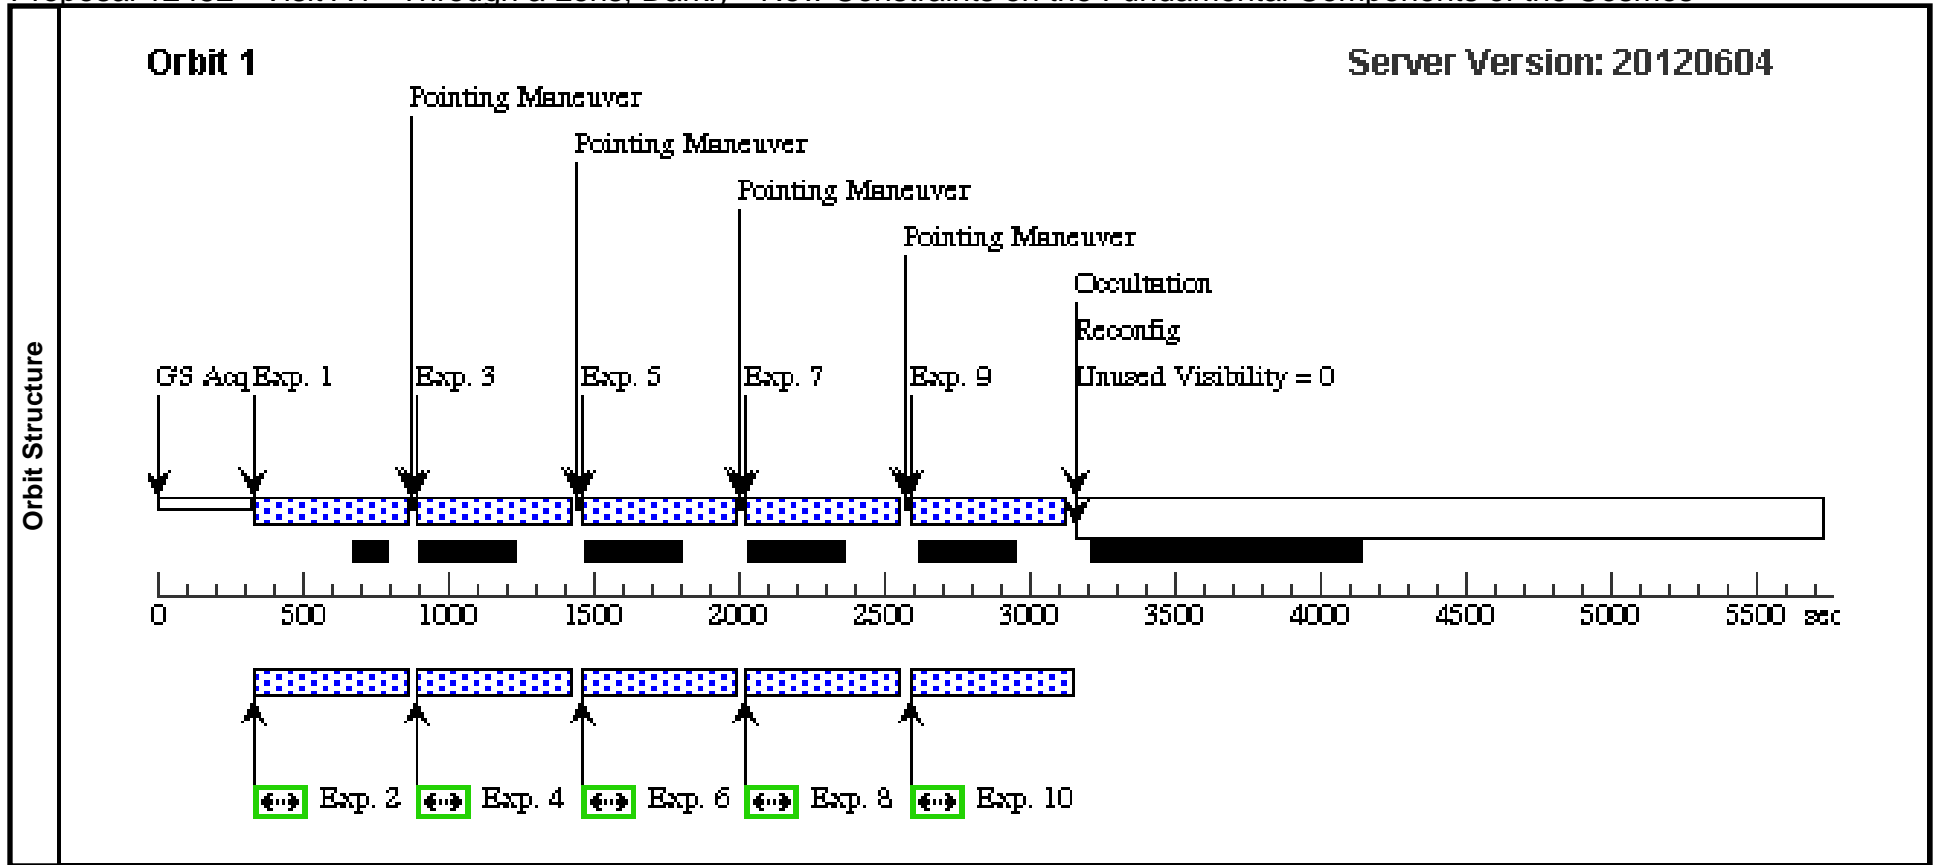 Orbit 1
Server Version: 20120604
Pointing Maneuver
Pointing Maneuver
Pointing Maneuver
Pointing Maneuver
Occultation
Reconfig
GS Acq Exp. 1 Exp. 3 Exp. 5 Exp. 7 Exp. 9 Unused Visibility = 0
Orbit Structure
0 500 1000 1500 2000 2500 3000 3500 4000 4500 5000 5500 sec
Exp. 2 Exp. 4 Exp. 6 Exp. 8 Exp. 10